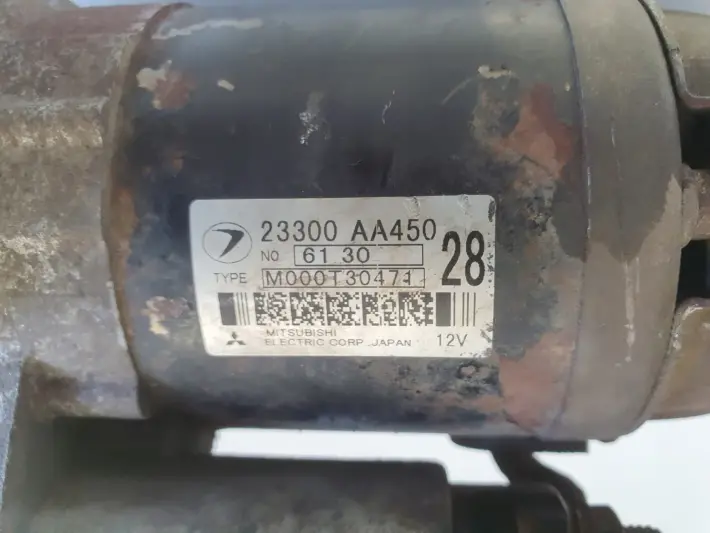 23300 AA450
NO 61 30
28
TYPE M000T30471
MITSUBISHI
ELECTRIC CORP. JAPAN 12V